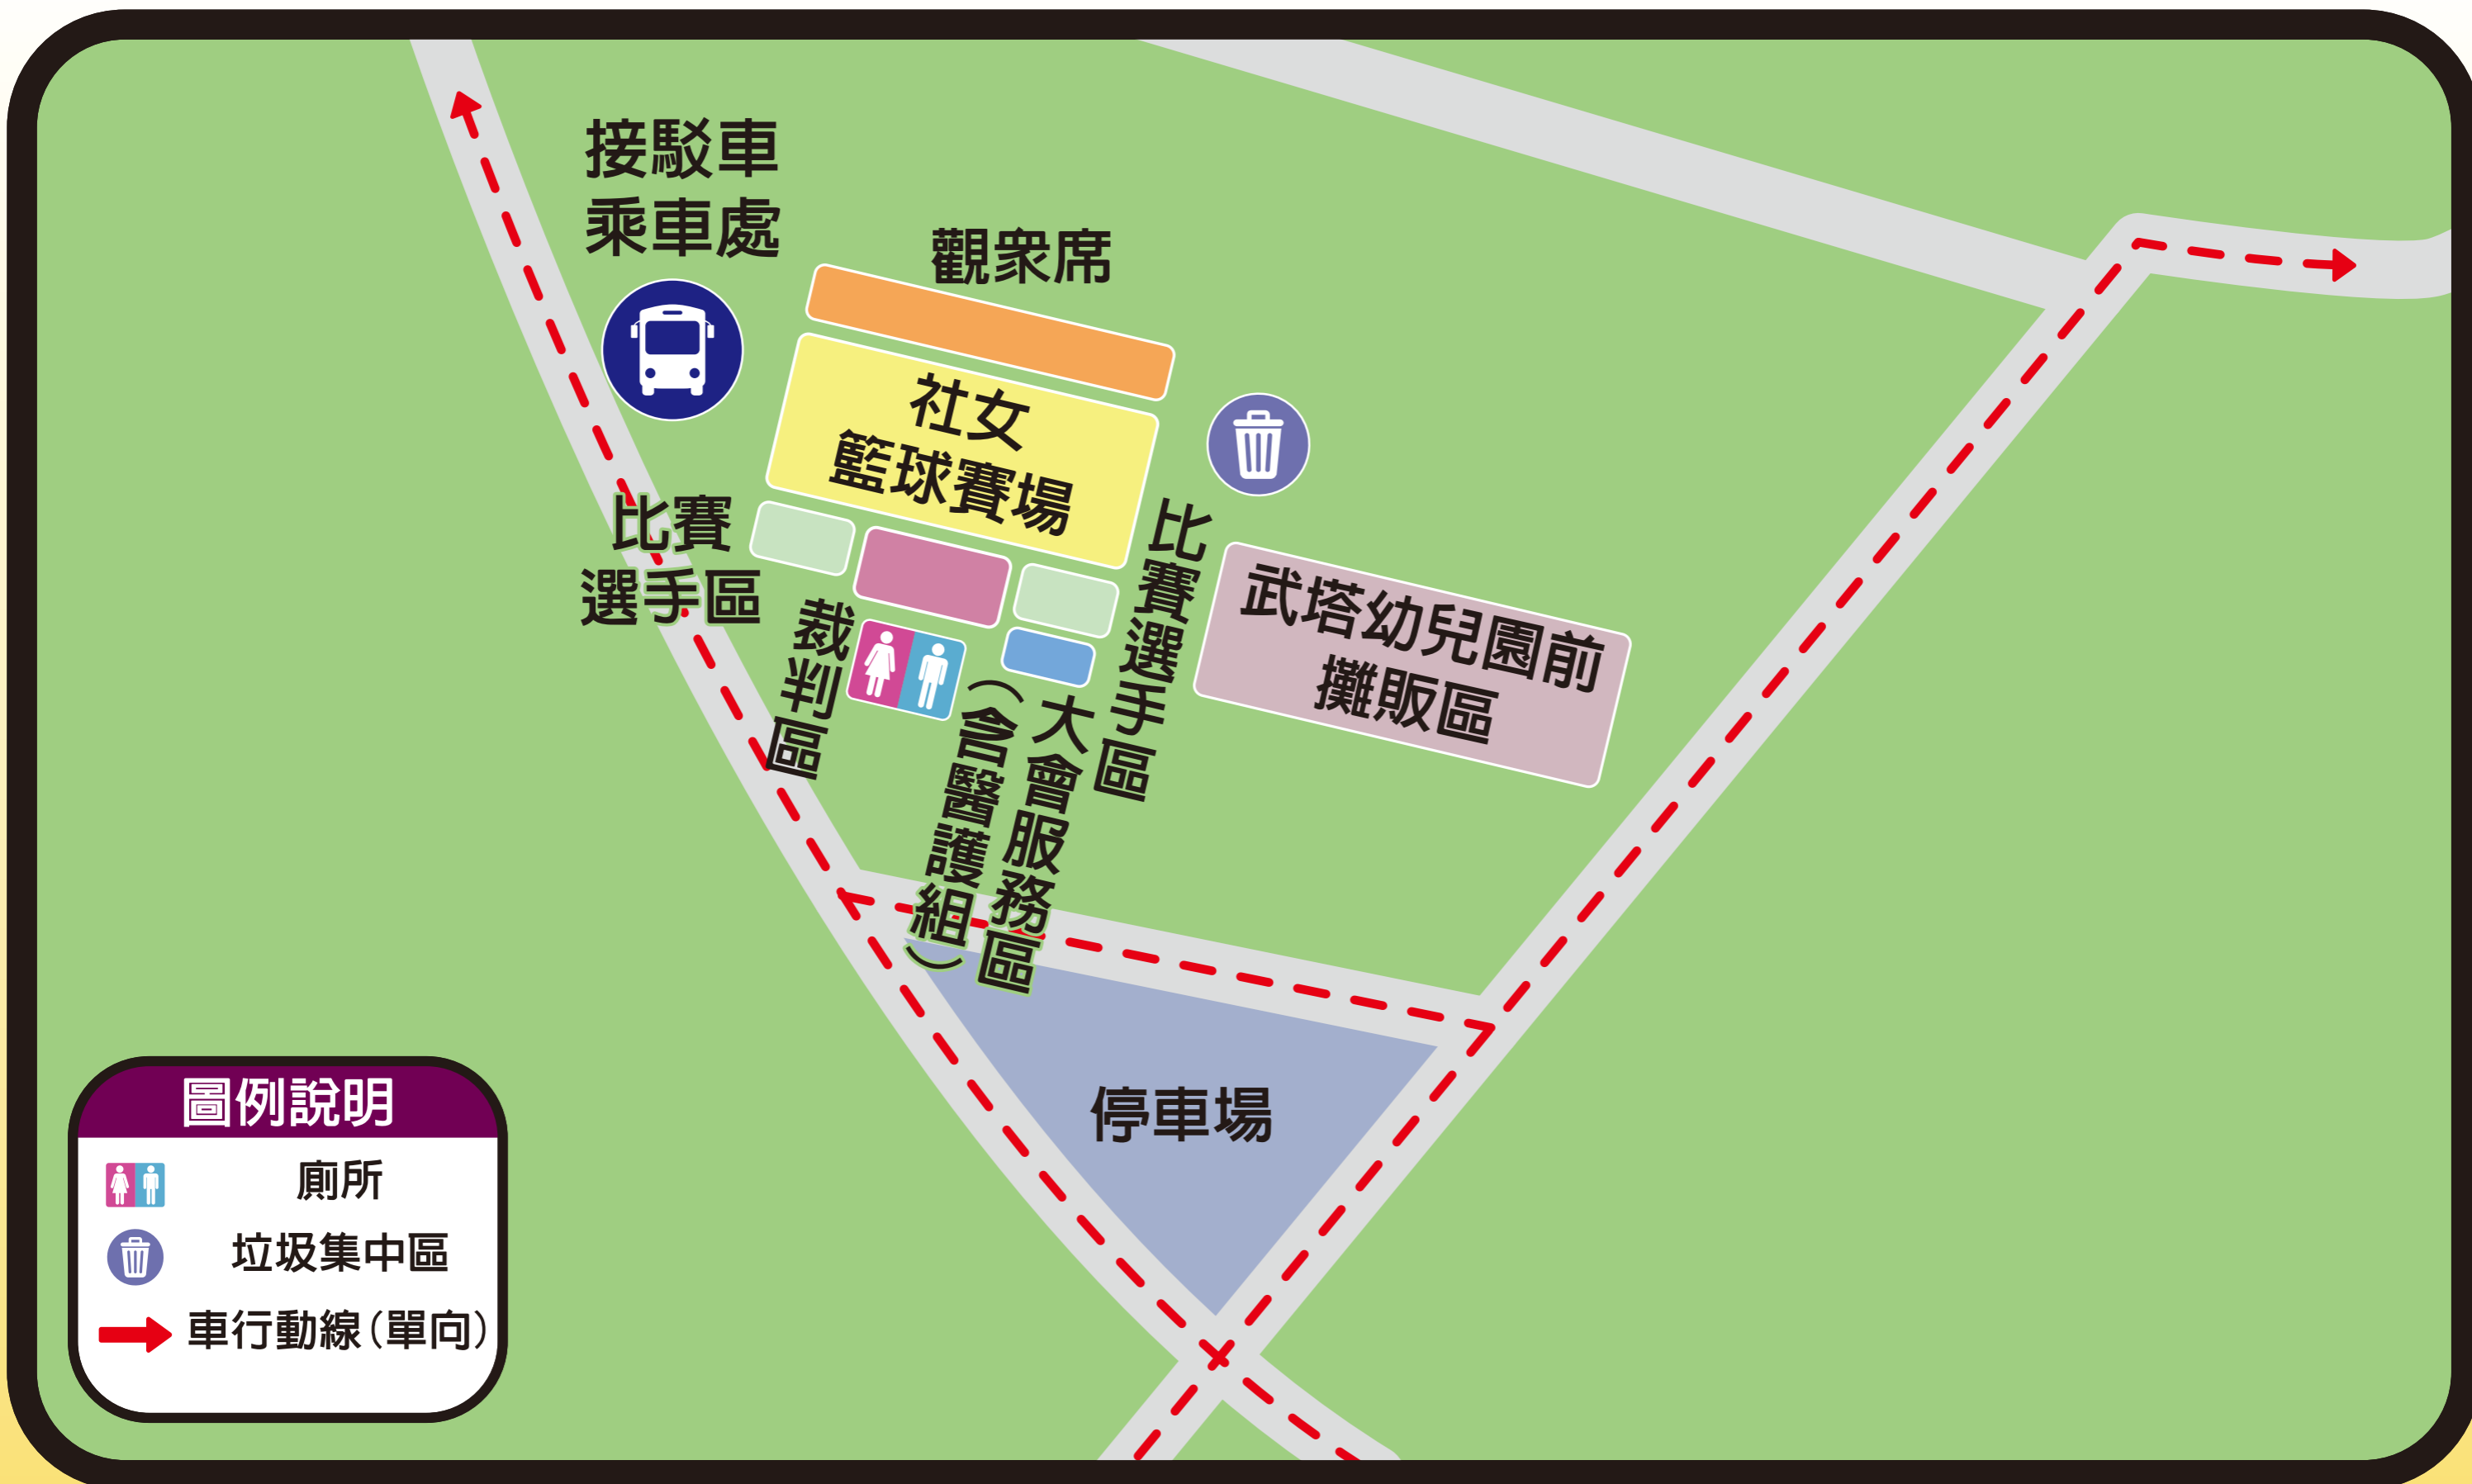 接駁車
乘車處
觀衆席
社女
籃球賽場
比賽
選手區
裁判區
大會服務區
（含醫護組）
比賽選手區
武塔幼兒園前
攤販區
停車場
圖例說明
廁所
垃圾集中區
車行動線（單向）